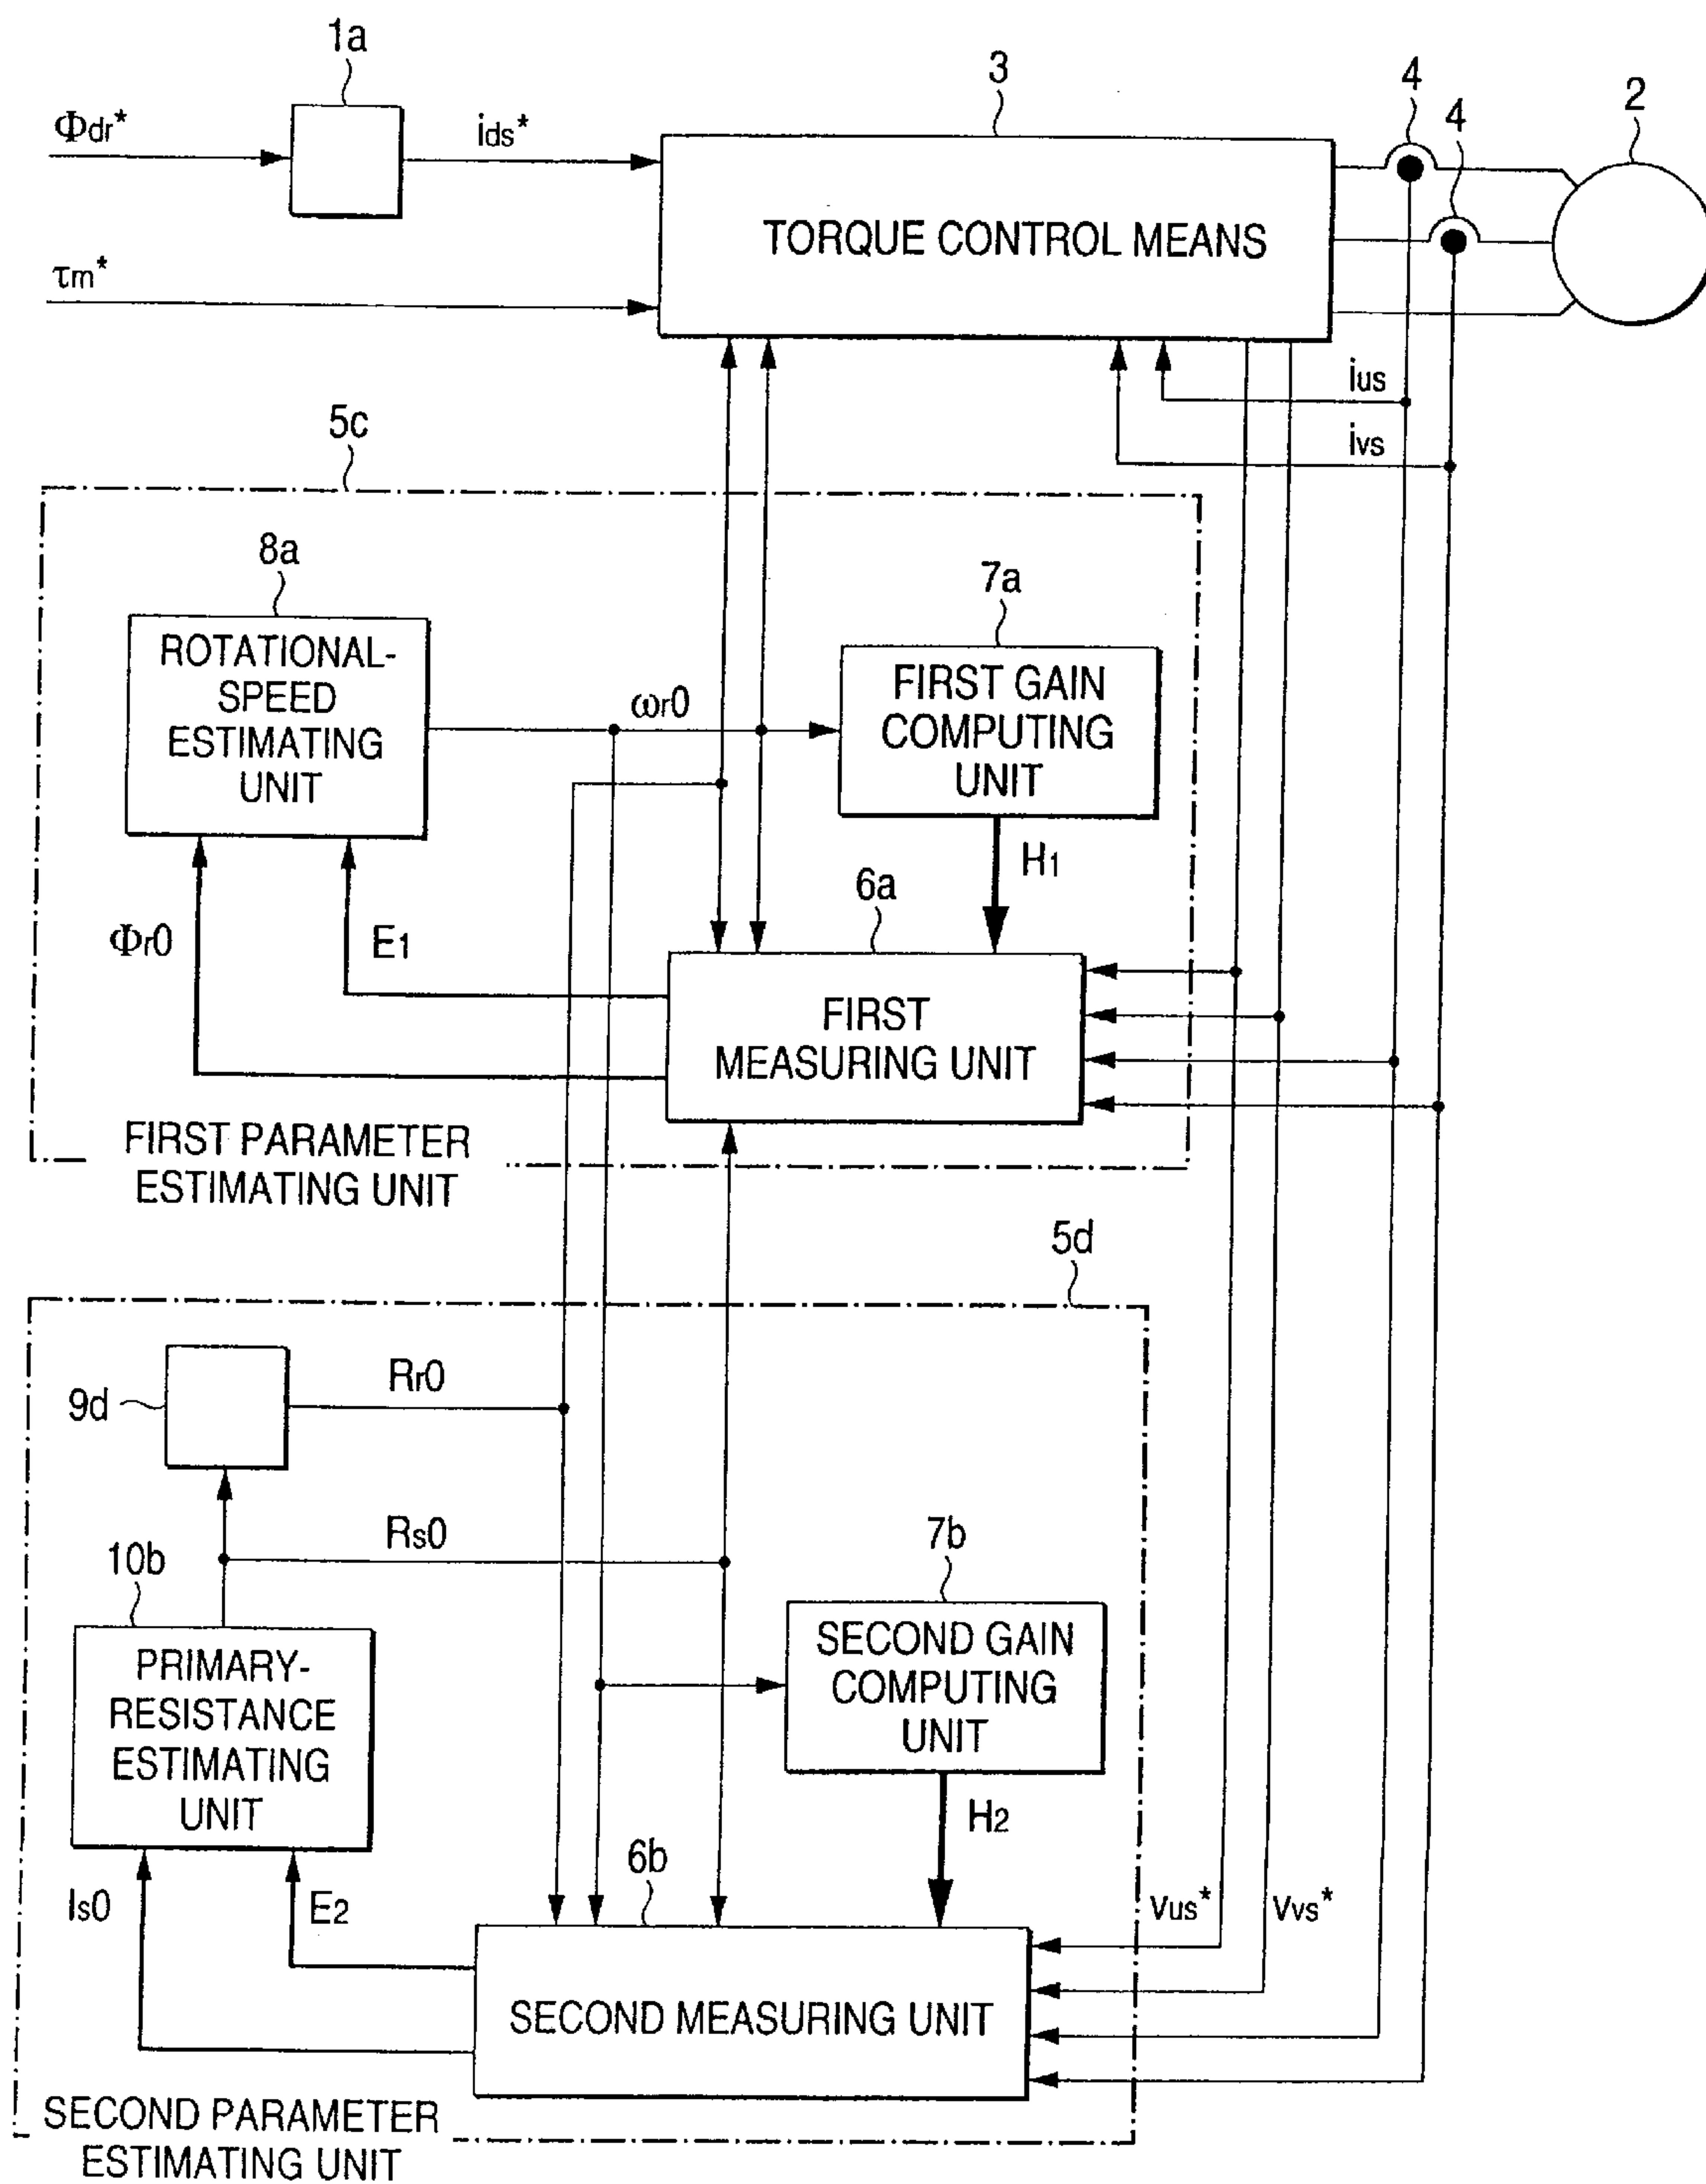 1a
3
4
4
2
Φdr*
ids*
TORQUE CONTROL MEANS
τm*
ius
ivs
5c
8a
7a
ROTATIONAL-
SPEED
ESTIMATING
UNIT
ωr0
FIRST GAIN
COMPUTING
UNIT
H1
6a
Φr0
E1
FIRST
MEASURING UNIT
FIRST PARAMETER
ESTIMATING UNIT
5d
9d
Rr0
Rs0
10b
7b
PRIMARY-
RESISTANCE
ESTIMATING
UNIT
SECOND GAIN
COMPUTING
UNIT
H2
6b
Is0
E2
Vus*
Vvs*
SECOND MEASURING UNIT
SECOND PARAMETER
ESTIMATING UNIT